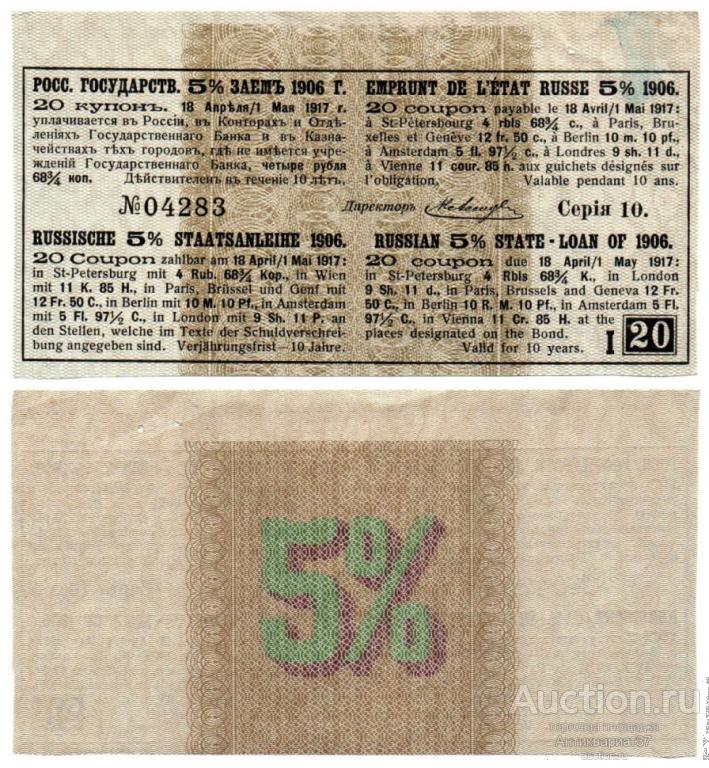 РОСС. ГОСУДАРСТВ. 5% ЗАЕМЪ 1906 Г.
20 КУПОНЪ. 18 Апрѣля/1 Мая 1917 г.
уплачивается въ Россіи, въ Конторахъ и Отдѣ-
леніяхъ Государственнаго Банка и въ Казна-
чействахъ тѣхъ городовъ, гдѣ не имѣется учре-
жденій Государственнаго Банка, четыре рубля
68¾ коп. Дѣйствителенъ въ теченіе 10 лѣтъ.
EMPRUNT DE L'ÉTAT RUSSE 5% 1906.
20 coupon payable le 18 Avril/1 Mai 1917:
à St-Pétersbourg 4 rbls 68¾ c., à Paris, Bru-
xelles et Genève 12 fr. 50 c., à Berlin 10 m. 10 pf.,
à Amsterdam 5 fl. 97½ c., à Londres 9 sh. 11 d.,
à Vienne 11 cour. 85 h. aux guichets désignés sur
l'obligation. Valable pendant 10 ans.
№04283 Директоръ Серія 10.
RUSSISCHE 5% STAATSANLEIHE 1906.
20 Coupon zahlbar am 18 April/1 Mai 1917:
in St-Petersburg mit 4 Rub. 68¾ Kop., in Wien
mit 11 K. 85 H., in Paris, Brüssel und Genf mit
12 Fr. 50 C., in Berlin mit 10 M. 10 Pf., in Amsterdam
mit 5 Fl. 97½ C., in London mit 9 Sh. 11 P. an
den Stellen, welche im Texte der Schuldverschrei-
bung angegeben sind. Verjährungsfrist—10 Jahre.
RUSSIAN 5% STATE-LOAN OF 1906.
20 coupon due 18 April/1 May 1917:
in St-Petersburg 4 Rbls 68¾ K., in London
9 Sh. 11 d., in Paris, Brussels and Geneva 12 Fr.
50 C., in Berlin 10 R. M. 10 Pf., in Amsterdam 5 Fl.
97½ C., in Vienna 11 Cr. 85 H. at the
places designated on the Bond.
Valid for 10 years. I 20
5%
Auction.ru
торговая площадка
Антиквариат37